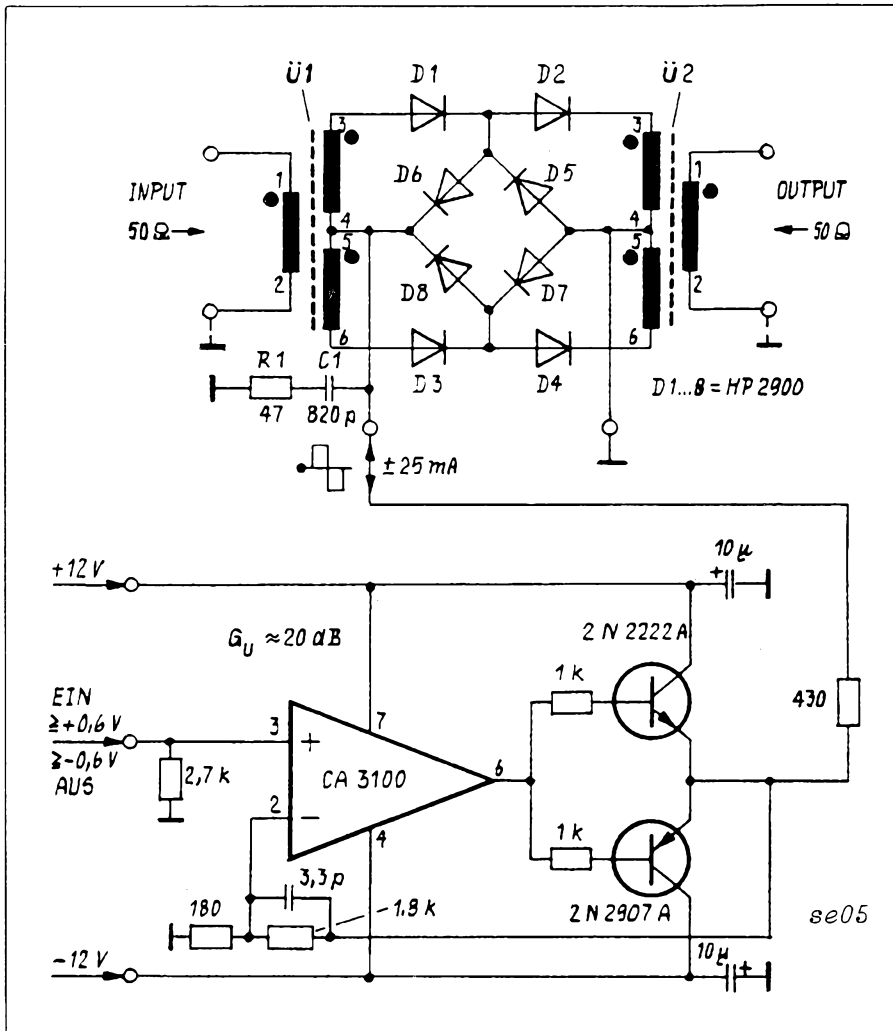 Ü1
D1
D2
Ü2
3
3
1
D6
D5
1
INPUT
OUTPUT
50Ω
4
4
50Ω
5
5
2
D8
D7
2
6
6
R1
C1
D3
D4
D1...8 = HP 2900
47
820 p
± 25 mA
+12 V
10 µ
+
G_U ≈ 20 dB
2 N 2222 A
1 k
EIN
430
≥+0,6 V
3
7
+
≥-0,6 V
CA 3100
6
AUS
2,7 k
2
−
1 k
4
3,3 p
180
1.8 k
2 N 2907 A
se05
−12 V
10 µ
+